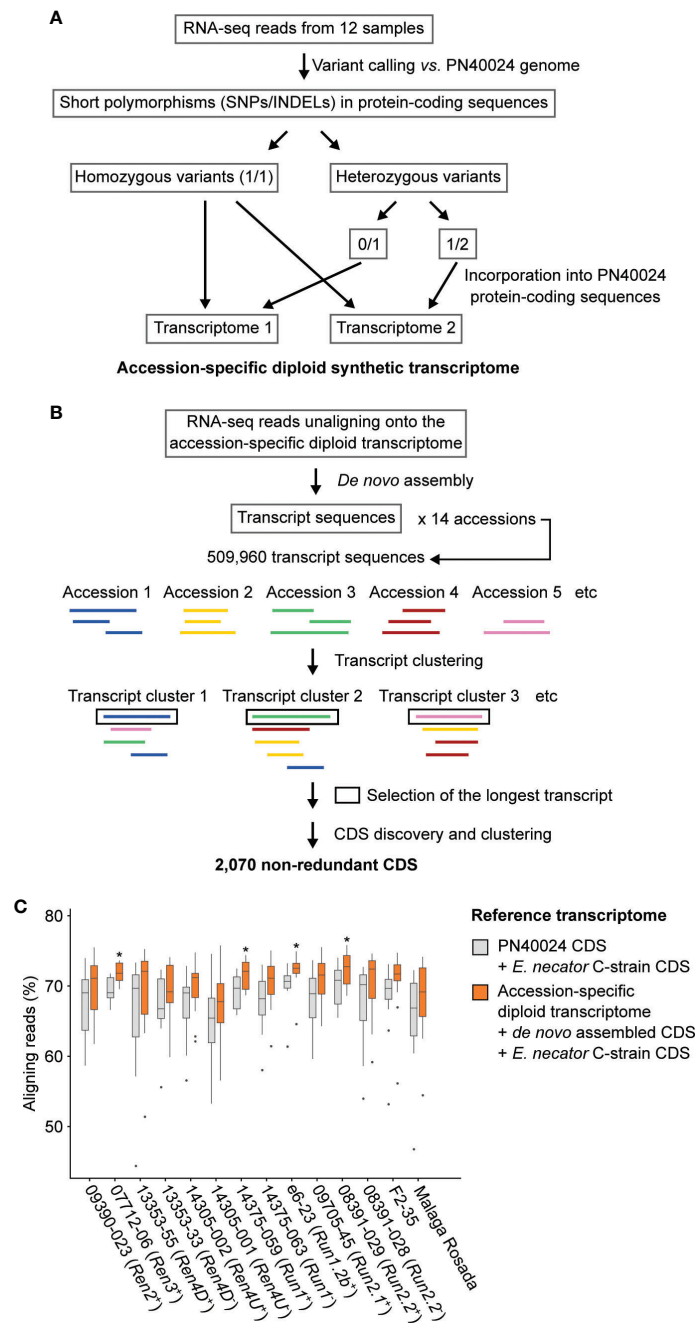 A
RNA-seq reads from 12 samples
Variant calling vs. PN40024 genome
Short polymorphisms (SNPs/INDELs) in protein-coding sequences
Homozygous variants (1/1)
Heterozygous variants
0/1
1/2
Incorporation into PN40024
protein-coding sequences
Transcriptome 1
Transcriptome 2
Accession-specific diploid synthetic transcriptome
B
RNA-seq reads unaligning onto the
accession-specific diploid transcriptome
De novo assembly
Transcript sequences
x 14 accessions
509,960 transcript sequences
Accession 1
Accession 2
Accession 3
Accession 4
Accession 5
etc
Transcript clustering
Transcript cluster 1
Transcript cluster 2
Transcript cluster 3
etc
Selection of the longest transcript
CDS discovery and clustering
2,070 non-redundant CDS
C
Aligning reads (%)
80
70
60
50
*
*
*
*
09390-023 (Ren2+)
07712-06 (Ren3+)
13353-55 (Ren4D+)
13353-33 (Ren4D-)
14305-002 (Ren4U+)
14305-001 (Ren4U-)
14375-059 (Run1+)
14375-063 (Run1-)
e6-23 (Run1.2b+)
09705-45 (Run2.1+)
08391-029 (Run2.2+)
08391-028 (Run2.2-)
F2-35
Malaga Rosada
Reference transcriptome
PN40024 CDS
+ E. necator C-strain CDS
Accession-specific
diploid transcriptome
+ de novo assembled CDS
+ E. necator C-strain CDS